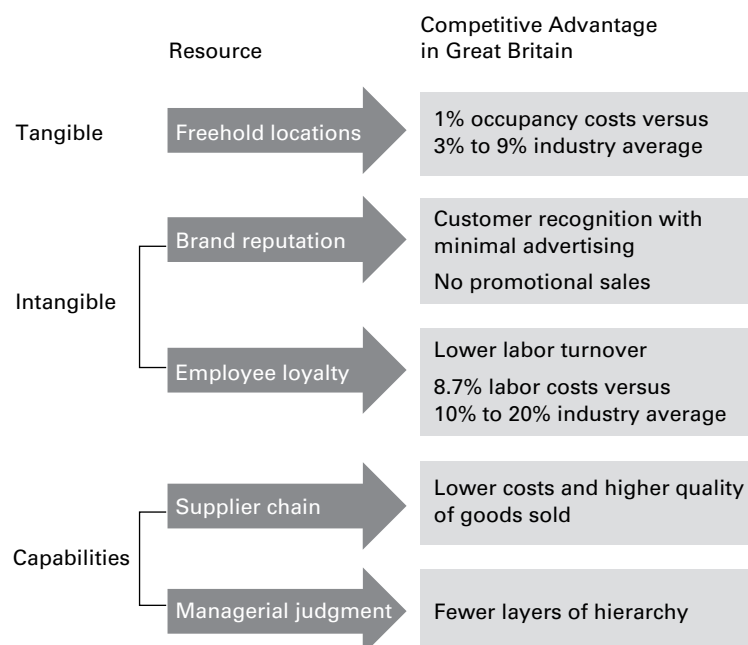 Resource
Competitive Advantage
in Great Britain
Tangible
Freehold locations
1% occupancy costs versus
3% to 9% industry average
Intangible
Brand reputation
Customer recognition with
minimal advertising
No promotional sales
Employee loyalty
Lower labor turnover
8.7% labor costs versus
10% to 20% industry average
Capabilities
Supplier chain
Lower costs and higher quality
of goods sold
Managerial judgment
Fewer layers of hierarchy